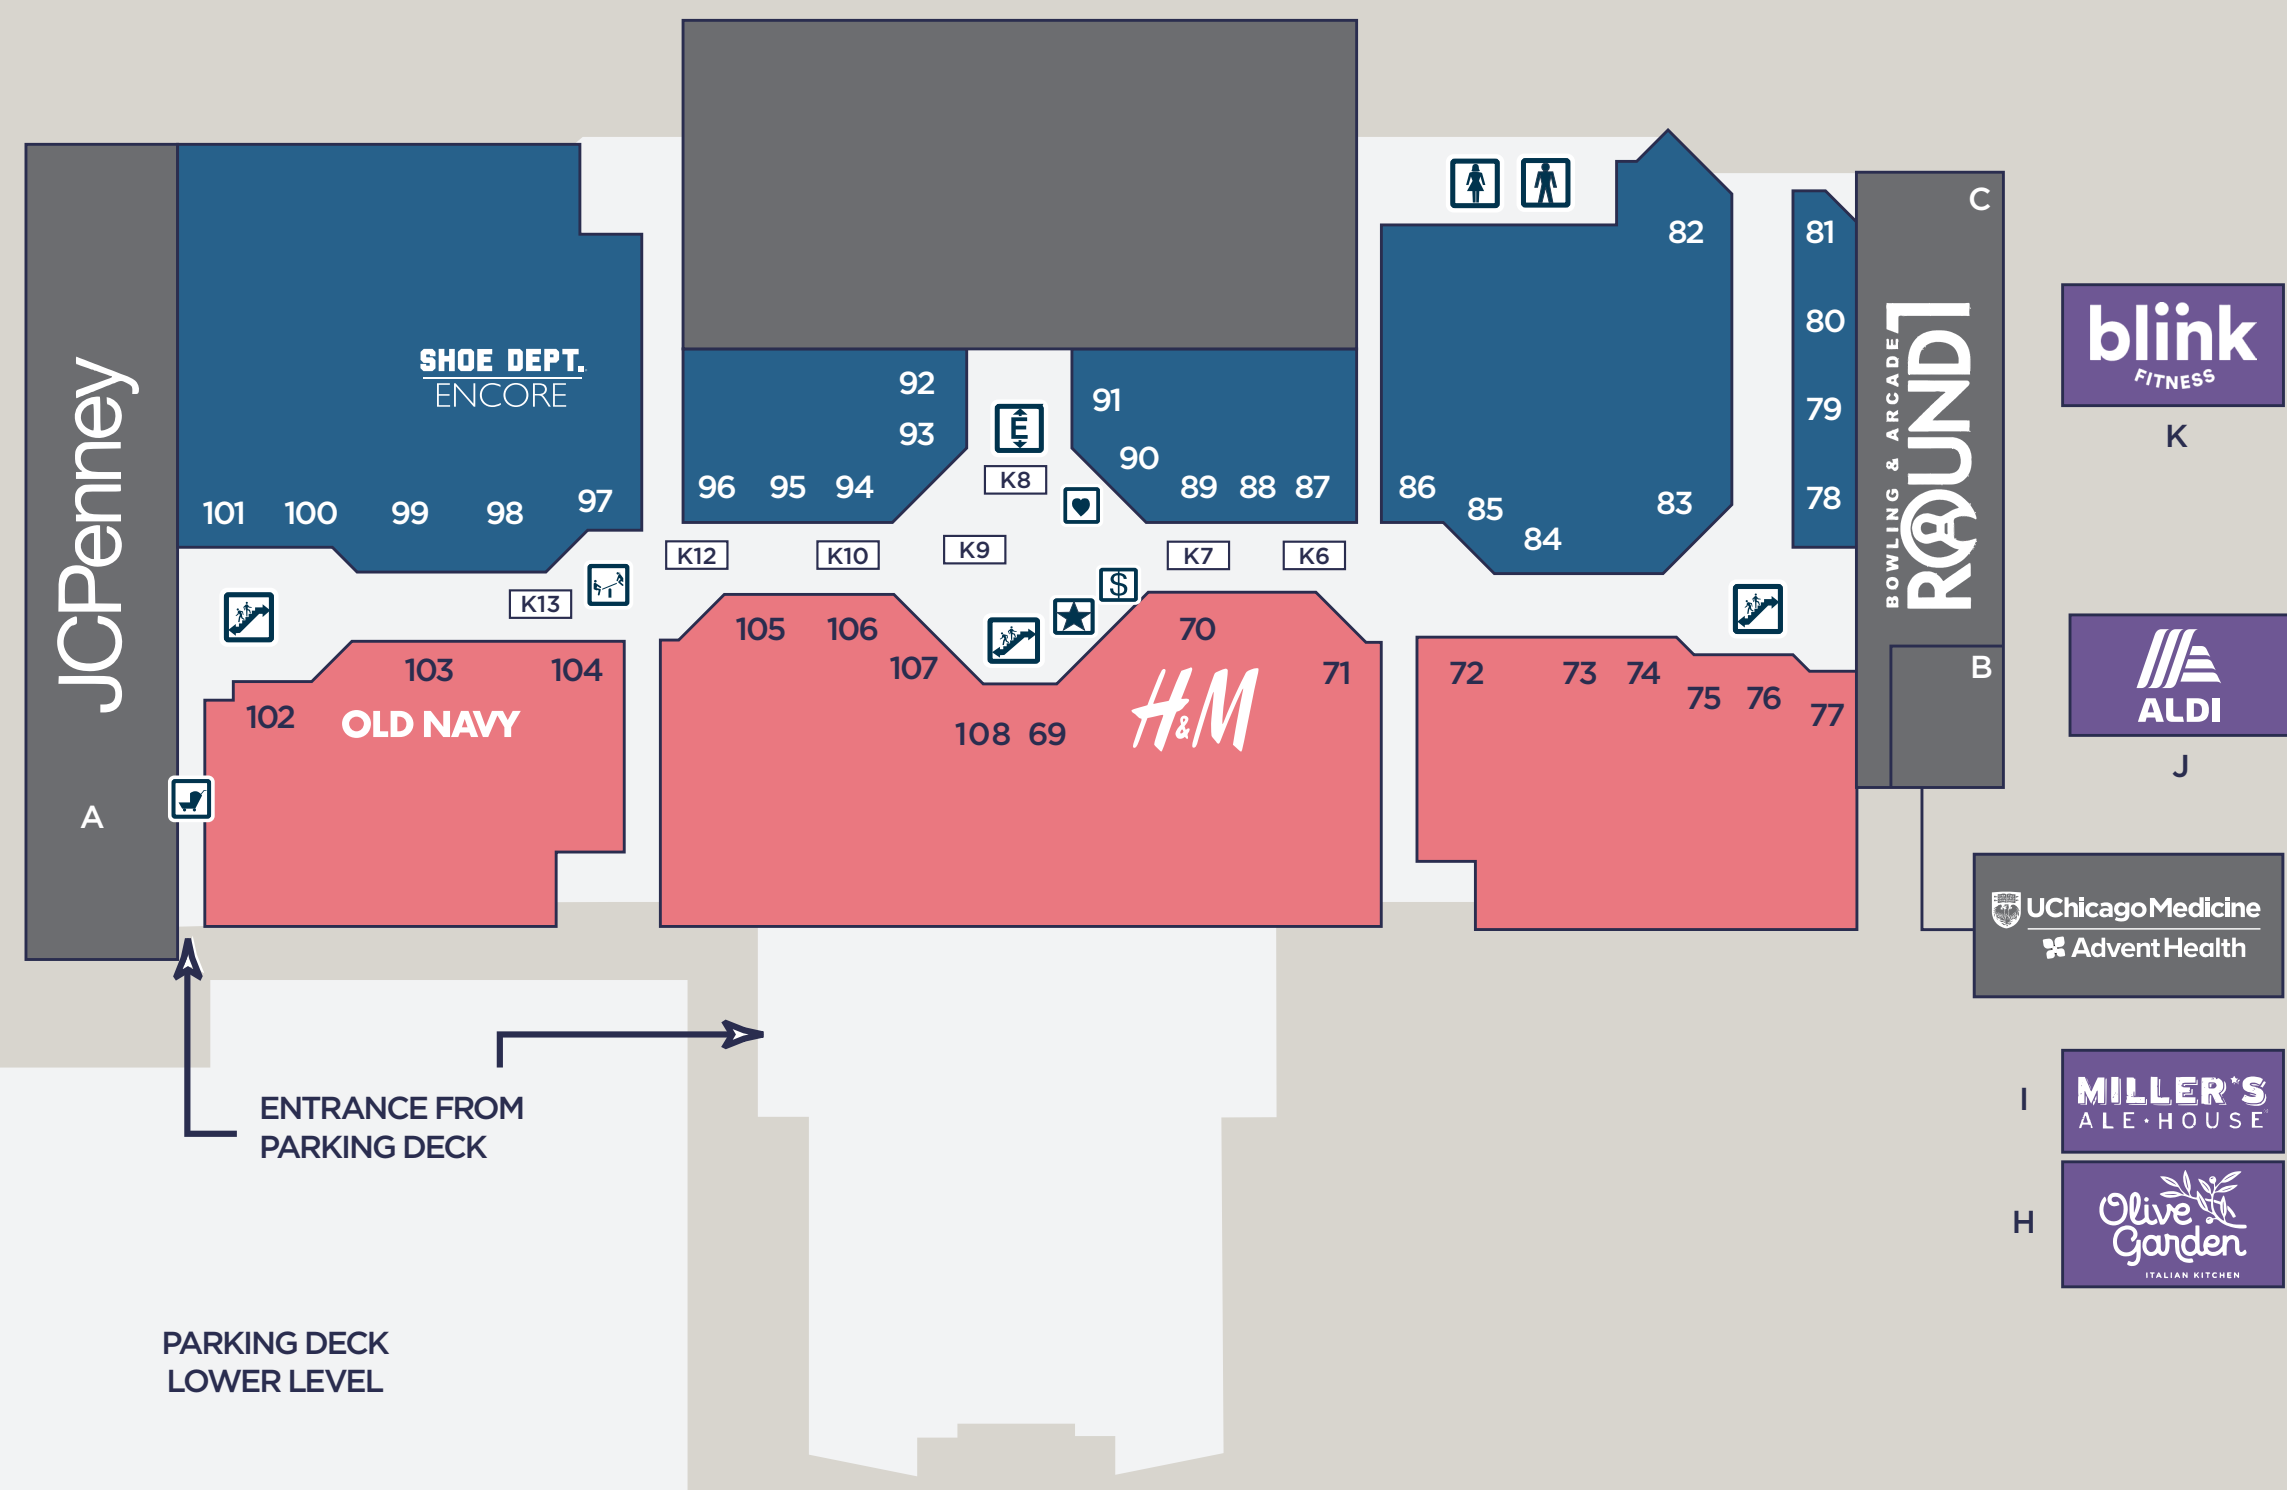 C
82
81
80
79
78
blink
FITNESS
K
BOWLING & ARCADE
ROUND1
JCPenney
A
SHOE DEPT.
ENCORE
101 100 99 98 97
92
93
96 95 94
E
K8
91
90
89 88 87
86
85
84
83
K12 K10 K9 K7 K6
K13
$
105 106
107
108 69
70
71
H&M
103 104
102
OLD NAVY
72 73 74
75 76
77
B
ALDI
J
UChicagoMedicine
AdventHealth
ENTRANCE FROM
PARKING DECK
I
MILLER'S
ALE·HOUSE
H
Olive
Garden
ITALIAN KITCHEN
PARKING DECK
LOWER LEVEL